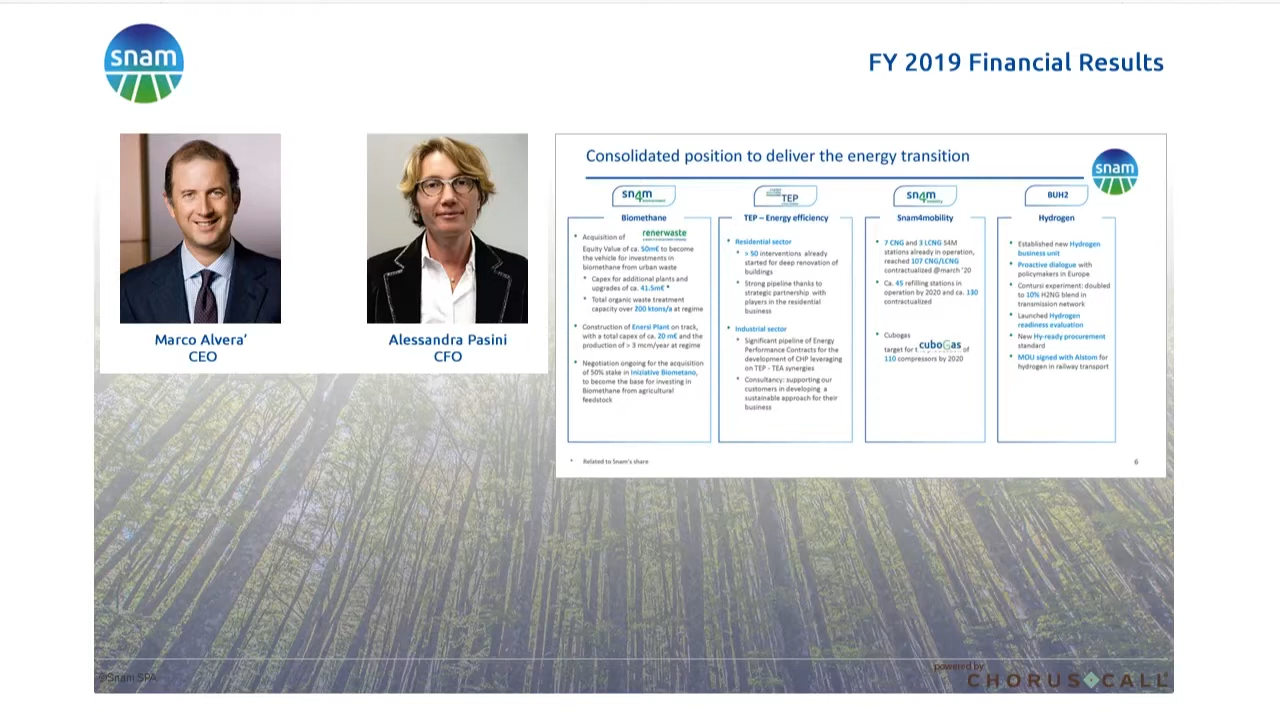 snam
FY 2019 Financial Results
Marco Alvera’
CEO
Alessandra Pasini
CFO
Consolidated position to deliver the energy transition
snam
sn4m
Biomethane
• Acquisition of renerwaste
Equity Value of ca. 50m€ to become
the vehicle for investments in
biomethane from urban waste
• Capex for additional plants and
upgrades of ca. 41.5m€ *
• Total organic waste treatment
capacity over 200 ktons/a at regime
• Construction of Enersi Plant on track,
with a total capex of ca. 20 m€ and the
production of > 3 mcm/year at regime
• Negotiation ongoing for the acquisition
of 50% stake in Iniziative Biometano,
to become the base for investing in
Biomethane from agricultural
feedstock
TEP
TEP – Energy efficiency
• Residential sector
• > 50 interventions already
started for deep renovation of
buildings
• Strong pipeline thanks to
strategic partnership with
players in the residential
business
• Industrial sector
• Significant pipeline of Energy
Performance Contracts for the
development of CHP leveraging
on TEP - TEA synergies
• Consultancy: supporting our
customers in developing a
sustainable approach for their
business
sn4m
mobility
Snam4mobility
• 7 CNG and 3 LCNG S4M
stations already in operation,
reached 107 CNG/LCNG
contractualized @march '20
• Ca. 45 refilling stations in
operation by 2020 and ca. 130
contractualized
• Cubogas
cuboGas
target for of
110 compressors by 2020
BUH2
Hydrogen
• Established new Hydrogen
business unit
• Proactive dialogue with
policymakers in Europe
• Contursi experiment: doubled
to 10% H2NG blend in
transmission network
• Launched Hydrogen
readiness evaluation
• New Hy-ready procurement
standard
• MOU signed with Alstom for
hydrogen in railway transport
* Related to Snam's share
6
©Snam SPA
powered by
CHORUS CALL